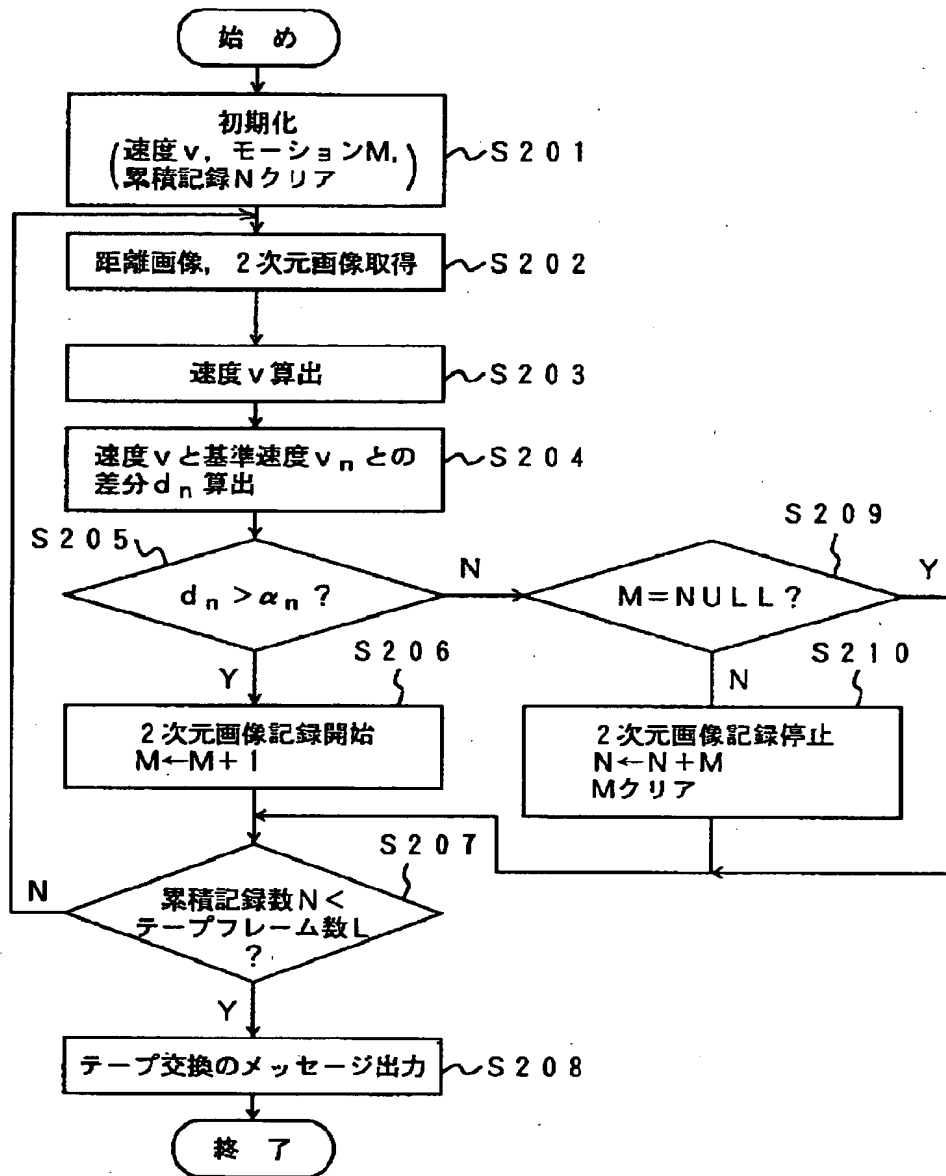 始 め
初期化
(速度v，モーションM，
累積記録Nクリア)
S201
距離画像，2次元画像取得
S202
速度v算出
S203
速度vと基準速度vnとの
差分dn算出
S204
S205
dn>αn？
N
S209
M=NULL？
Y
Y
S206
N
S210
2次元画像記録開始
M←M+1
2次元画像記録停止
N←N+M
Mクリア
S207
N
累積記録数N<
テープフレーム数L
？
Y
テープ交換のメッセージ出力
S208
終 了